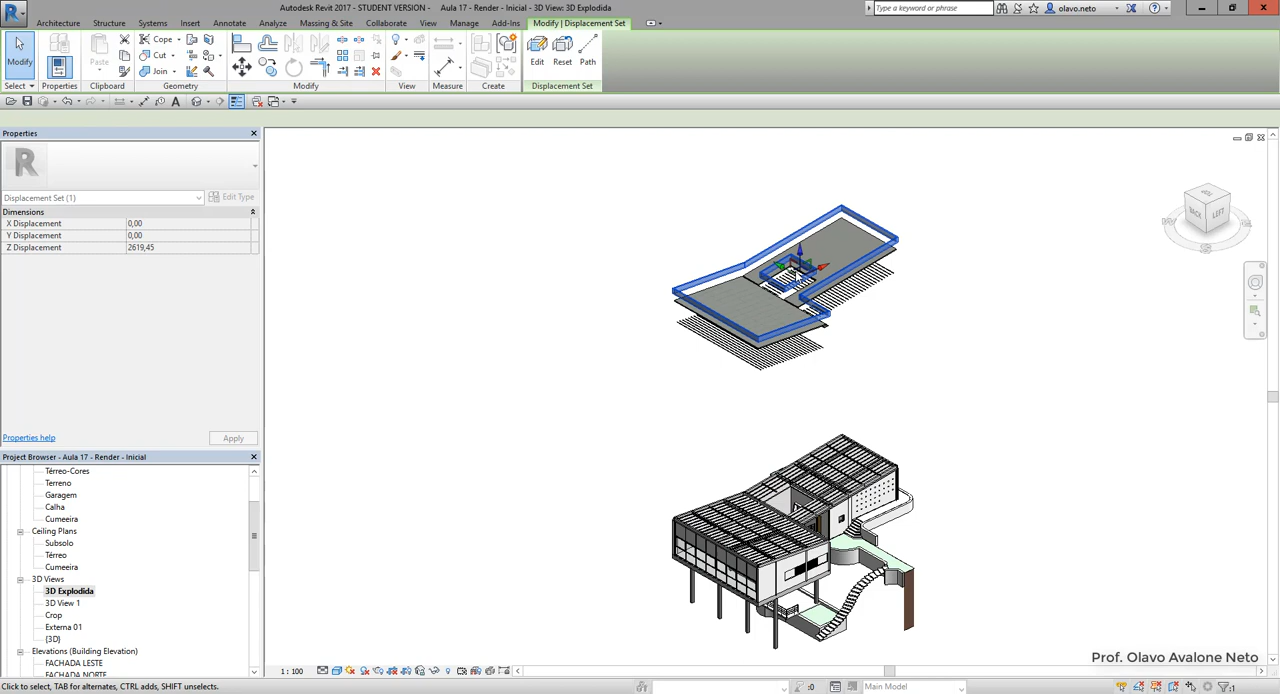 Autodesk Revit 2017 - STUDENT VERSION - Aula 17 - Render - Inicial - 3D View: 3D Explodida
Type a keyword or phrase
olavo.neto
Architecture Structure Systems Insert Annotate Analyze Massing & Site Collaborate View Manage Add-Ins Modify | Displacement Set
Modify Paste Cope Cut Join Edit Reset Path
Select Properties Clipboard Geometry Modify View Measure Create Displacement Set
Properties
Displacement Set (1) Edit Type
Dimensions
X Displacement 0,00
Y Displacement 0,00
Z Displacement 2619,45
Properties help Apply
Project Browser - Aula 17 - Render - Inicial
Térreo-Cores
Terreno
Garagem
Calha
Cumeeira
Ceiling Plans
Subsolo
Térreo
Cumeeira
3D Views
3D Explodida
3D View 1
Crop
Externa 01
{3D}
Elevations (Building Elevation)
FACHADA LESTE
FACHADA NORTE
BACK LEFT
1 : 100
Prof. Olavo Avalone Neto
Click to select, TAB for alternates, CTRL adds, SHIFT unselects.
:0
Main Model
:1